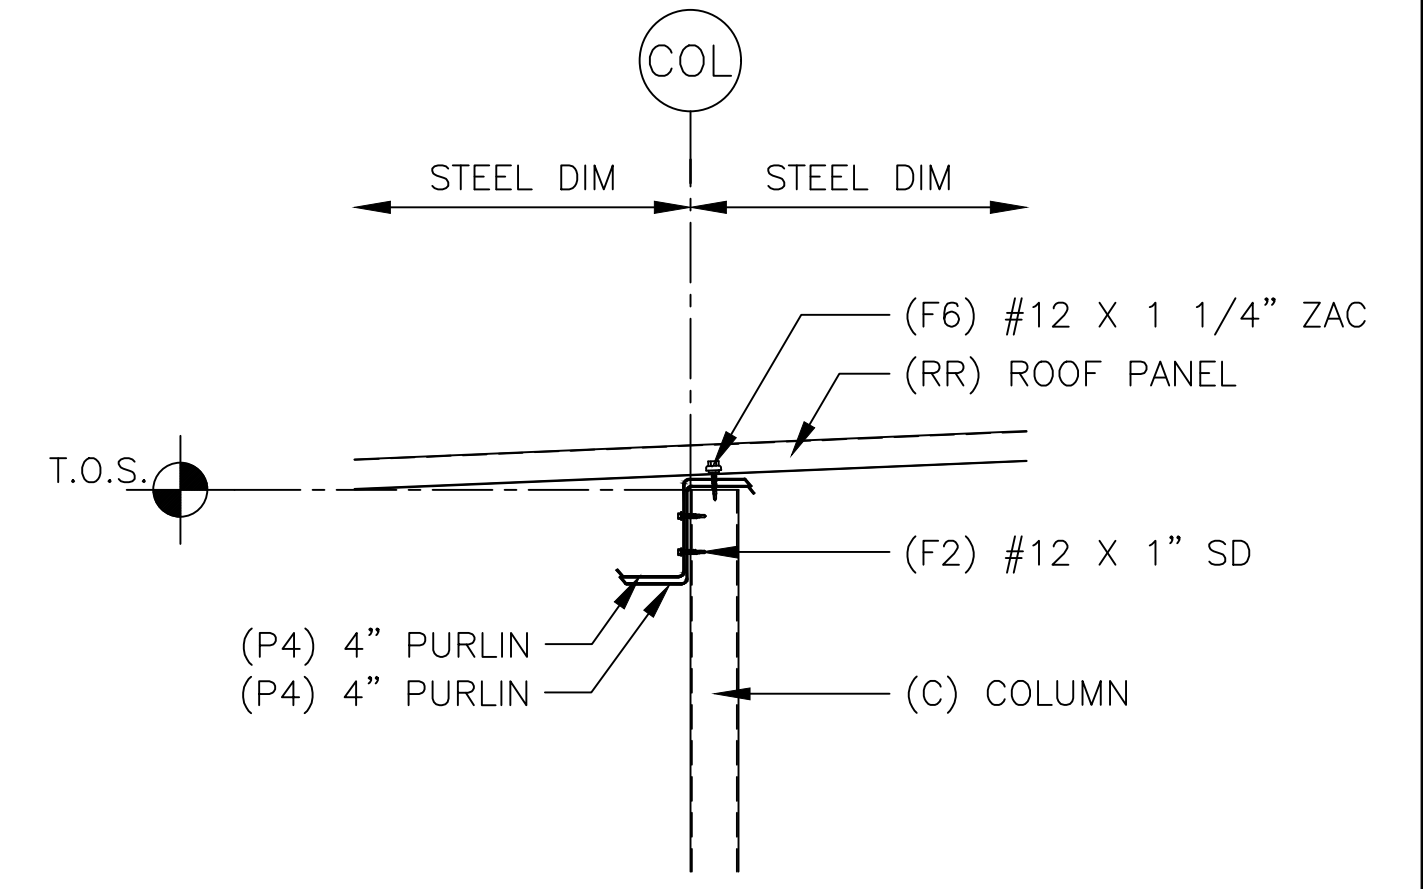 COL
STEEL DIM
STEEL DIM
(F6) #12 X 1 1/4” ZAC
(RR) ROOF PANEL
T.O.S.
(F2) #12 X 1” SD
(P4) 4” PURLIN
(P4) 4” PURLIN
(C) COLUMN